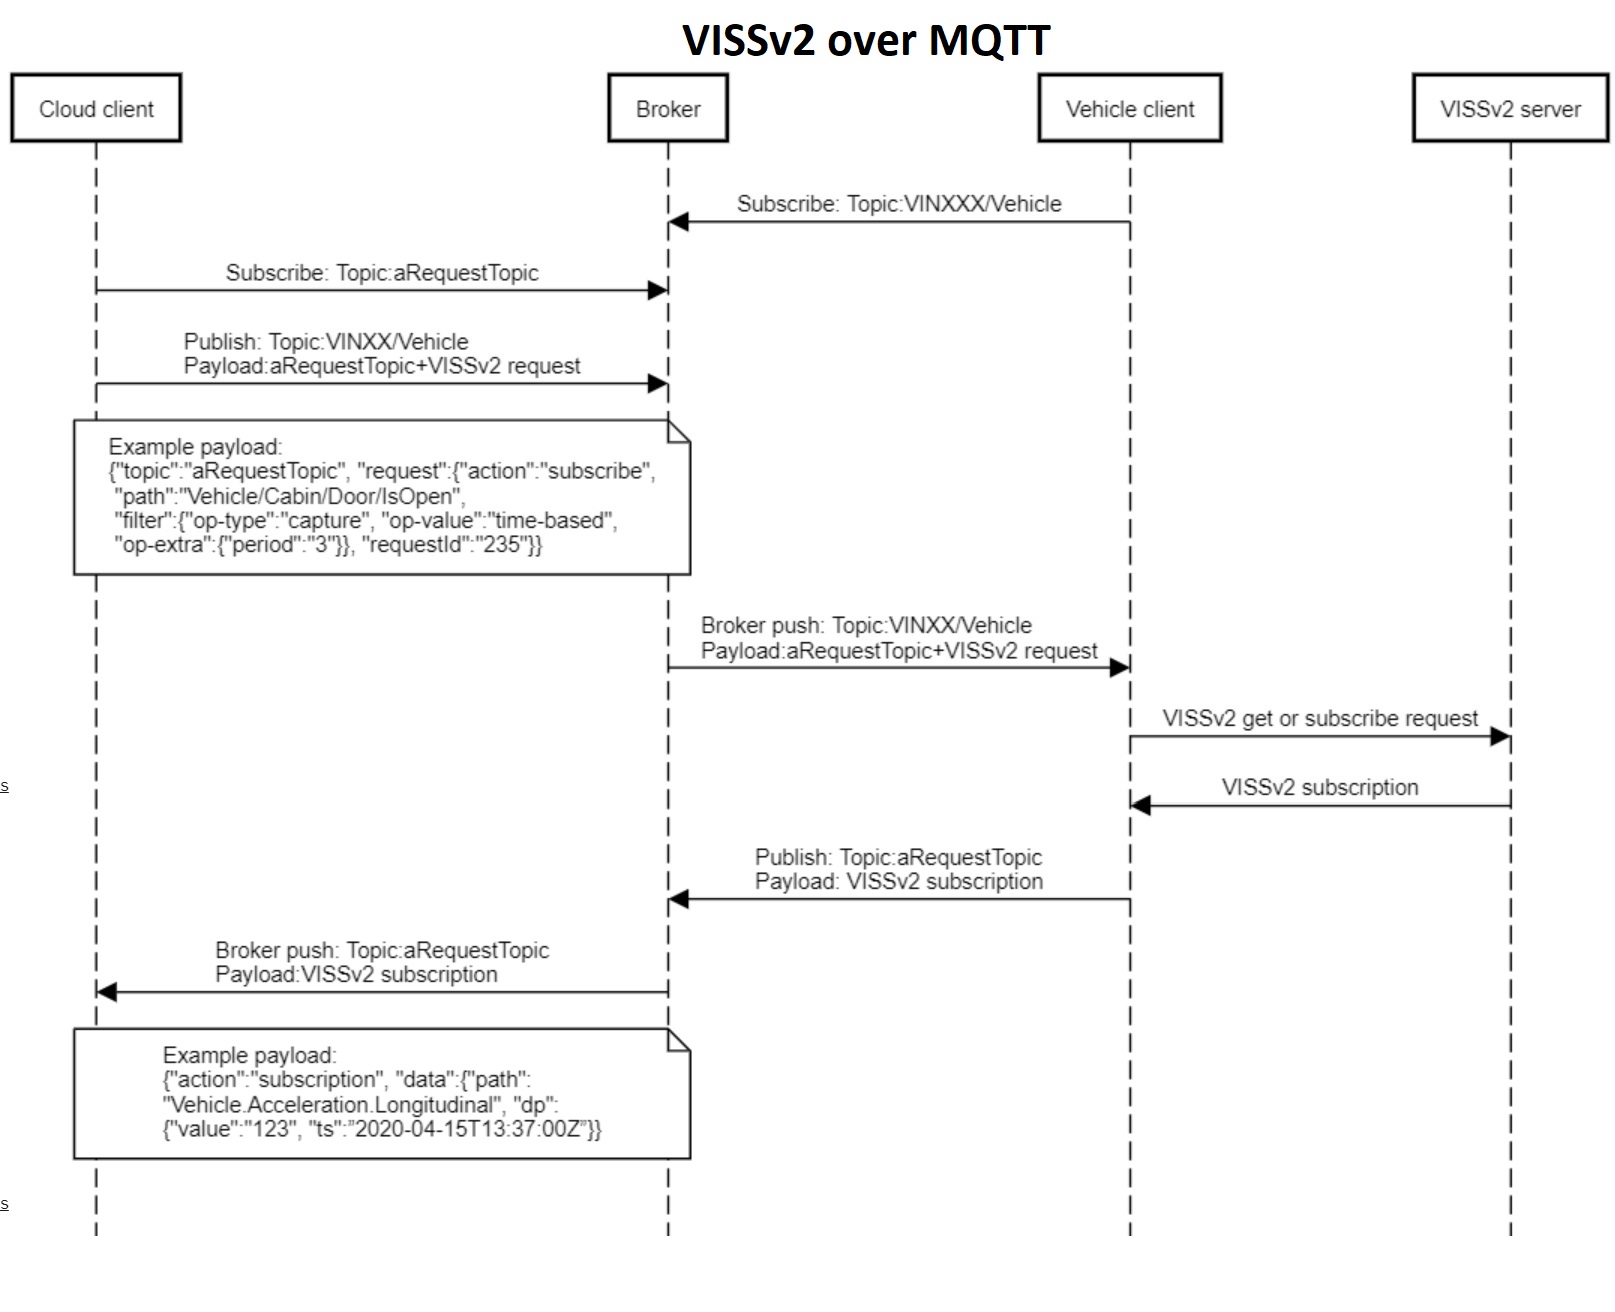 VISSv2 over MQTT
Cloud client
Broker
Vehicle client
VISSv2 server
Subscribe: Topic:VINXXX/Vehicle
Subscribe: Topic:aRequestTopic
Publish: Topic:VINXX/Vehicle
Payload:aRequestTopic+VISSv2 request
Example payload:
{"topic":"aRequestTopic", "request":{"action":"subscribe",
"path":"Vehicle/Cabin/Door/IsOpen",
"filter":{"op-type":"capture", "op-value":"time-based",
"op-extra":{"period":"3"}}, "requestId":"235"}}
Broker push: Topic:VINXX/Vehicle
Payload:aRequestTopic+VISSv2 request
VISSv2 get or subscribe request
s
VISSv2 subscription
Publish: Topic:aRequestTopic
Payload: VISSv2 subscription
Broker push: Topic:aRequestTopic
Payload:VISSv2 subscription
Example payload:
{"action":"subscription", "data":{"path":
"Vehicle.Acceleration.Longitudinal", "dp":
{"value":"123", "ts":”2020-04-15T13:37:00Z”}}
s